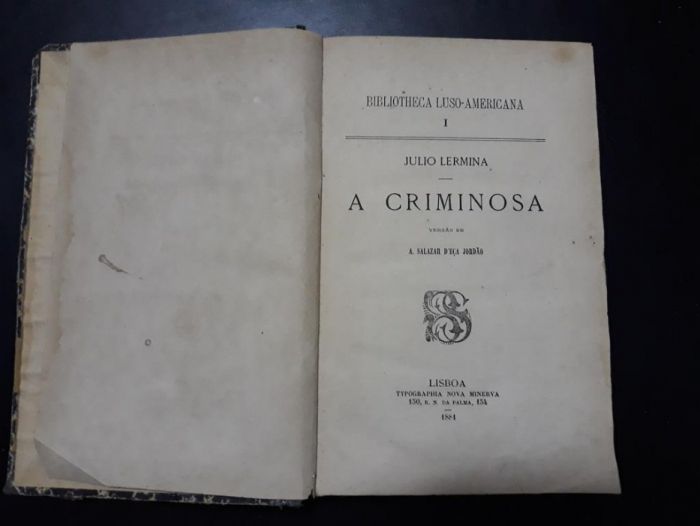 BIBLIOTHECA LUSO-AMERICANA
I
JULIO LERMINA
A CRIMINOSA
VERSÃO DE
A. SALAZAR D'EÇA JORDÃO
S
LISBOA
TYPOGRAPHIA NOVA MINERVA
150, R. N. DA PALMA, 154
1881